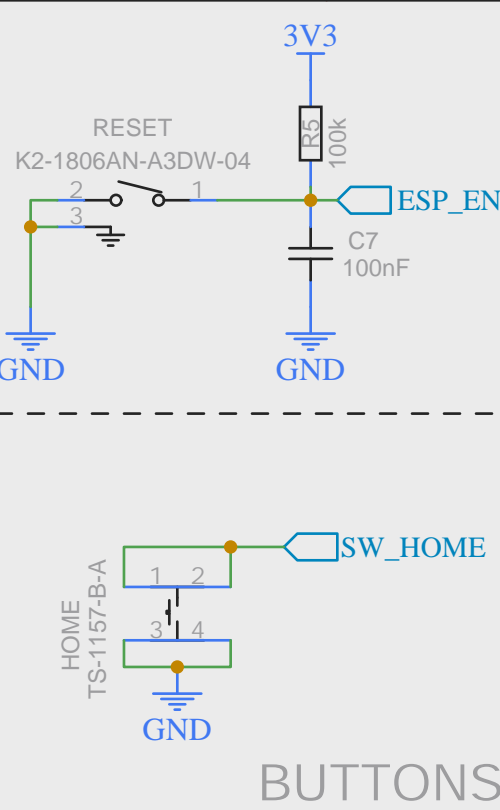 3V3
R5
100k
RESET
K2-1806AN-A3DW-04
2
1
3
ESP_EN
C7
100nF
GND
GND
SW_HOME
1 2
3 4
HOME
TS-1157-B-A
GND
BUTTONS